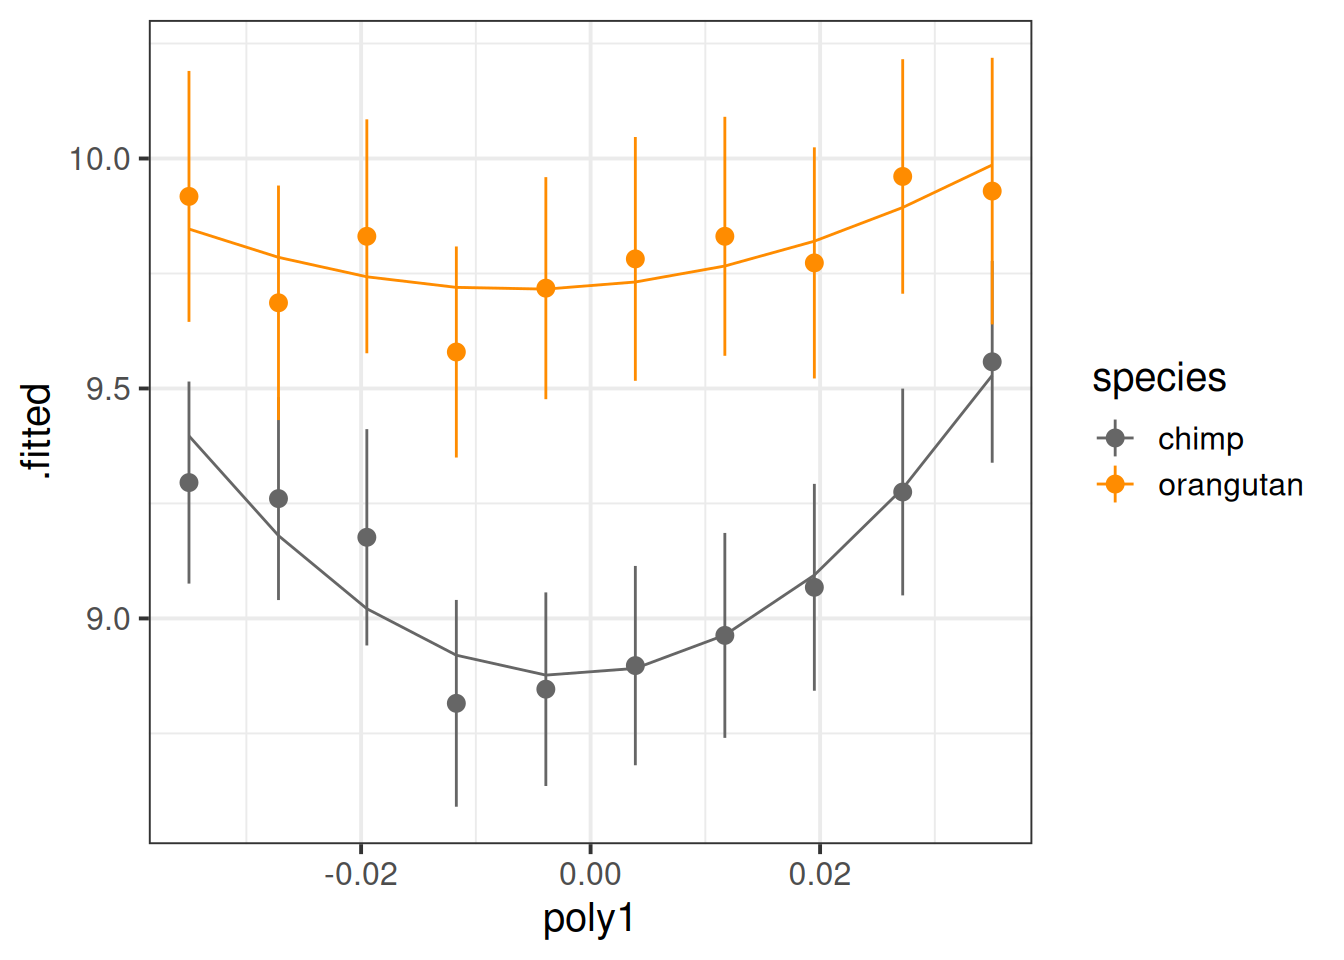 10.0
9.5
9.0
.fitted
-0.02 0.00 0.02
poly1
species
chimp
orangutan